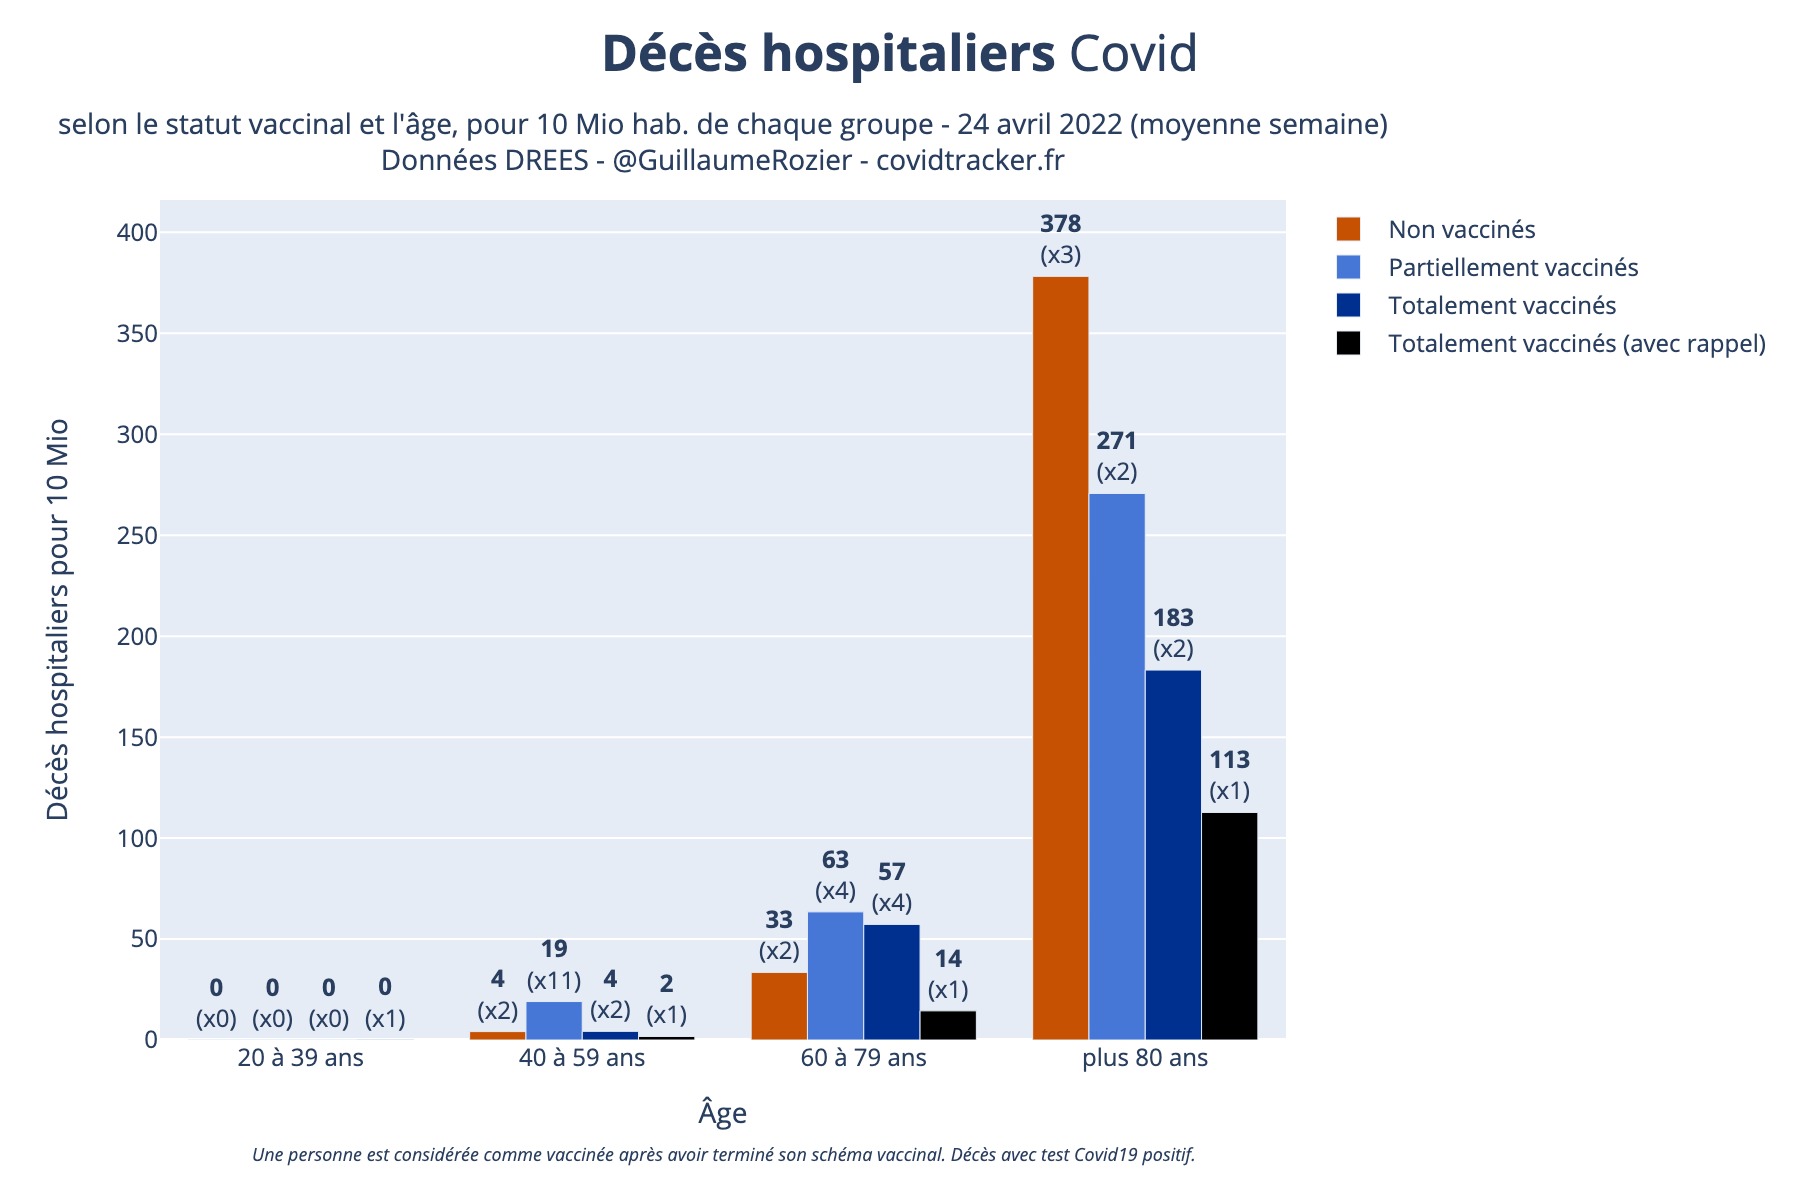 Décès hospitaliers Covid
selon le statut vaccinal et l'âge, pour 10 Mio hab. de chaque groupe - 24 avril 2022 (moyenne semaine)
Données DREES - @GuillaumeRozier - covidtracker.fr
Non vaccinés
Partiellement vaccinés
Totalement vaccinés
Totalement vaccinés (avec rappel)
Décès hospitaliers pour 10 Mio
400
350
300
250
200
150
100
50
0
0
(x0)
0
(x0)
0
(x0)
0
(x1)
4
(x2)
19
(x11)
4
(x2)
2
(x1)
33
(x2)
63
(x4)
57
(x4)
14
(x1)
378
(x3)
271
(x2)
183
(x2)
113
(x1)
20 à 39 ans
40 à 59 ans
60 à 79 ans
plus 80 ans
Âge
Une personne est considérée comme vaccinée après avoir terminé son schéma vaccinal. Décès avec test Covid19 positif.